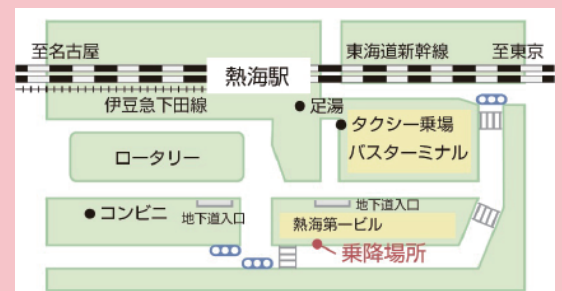 至名古屋
東海道新幹線
至東京
熱海駅
伊豆急下田線
足湯
タクシー乗場
バスターミナル
ロータリー
コンビニ
地下道入口
地下道入口
熱海第一ビル
乗降場所